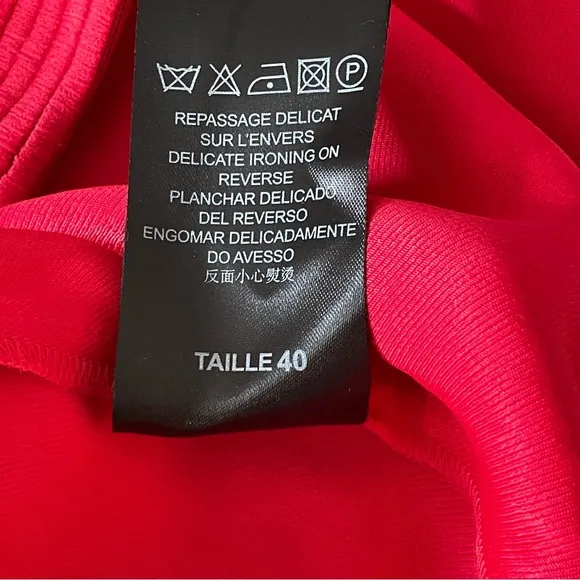 P
REPASSAGE DELICAT
SUR L'ENVERS
DELICATE IRONING ON
REVERSE
PLANCHAR DELICADO
DEL REVERSO
ENGOMAR DELICADAMENTE
DO AVESSO
反面小心熨烫
TAILLE 40